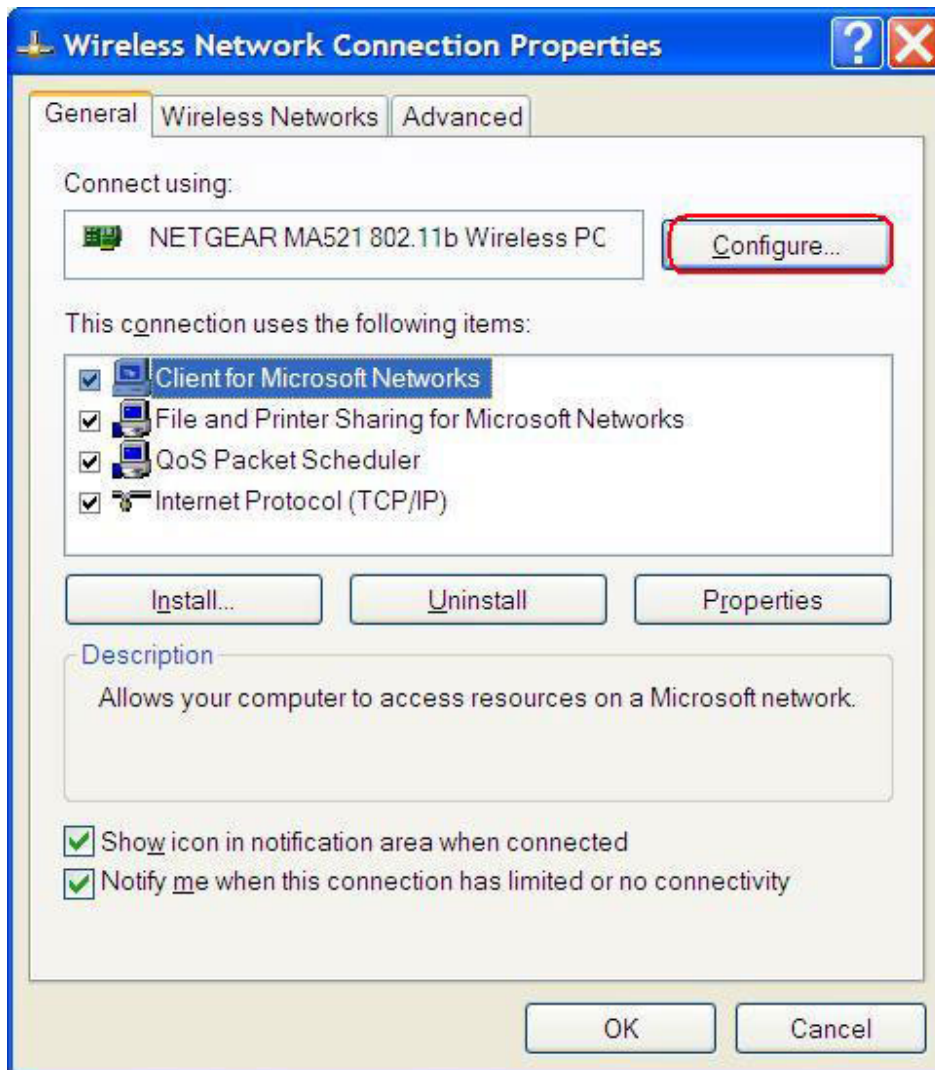 Wireless Network Connection Properties
General Wireless Networks Advanced
Connect using:
NETGEAR MA521 802.11b Wireless PC
Configure...
This connection uses the following items:
Client for Microsoft Networks
File and Printer Sharing for Microsoft Networks
QoS Packet Scheduler
Internet Protocol (TCP/IP)
Install... Uninstall Properties
Description
Allows your computer to access resources on a Microsoft network.
Show icon in notification area when connected
Notify me when this connection has limited or no connectivity
OK Cancel